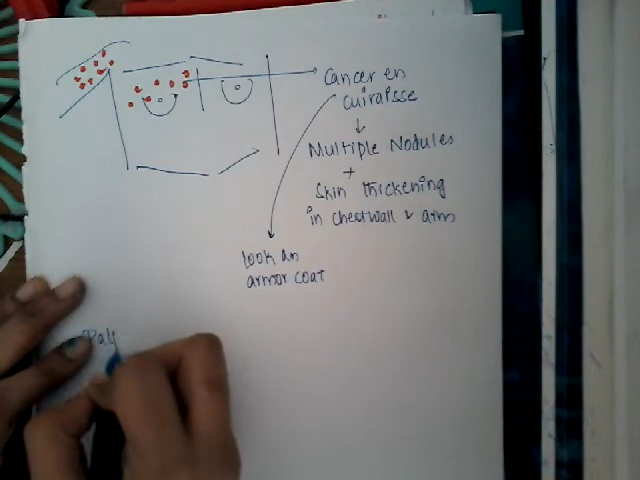 Cancer en
cuirasse
Multiple Nodules
+
Skin thickening
in chestwall & arm
look an
armor coat